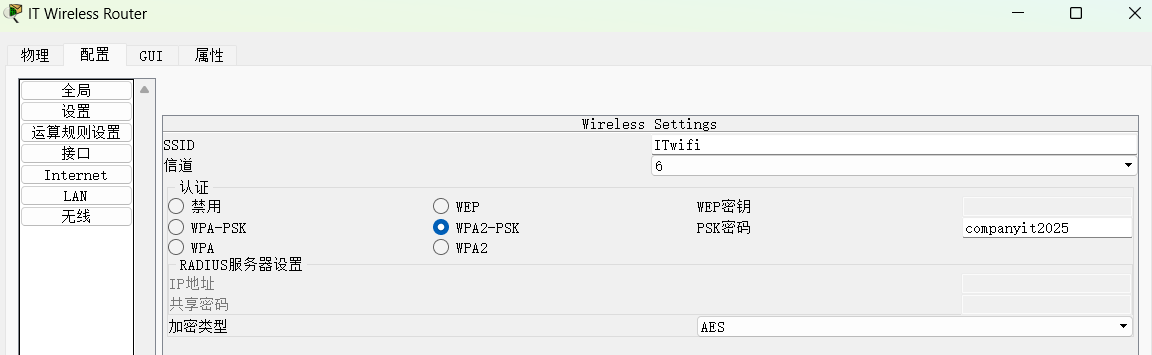 IT Wireless Router
物理 配置 GUI 属性
全局
设置
运算规则设置
接口
Internet
LAN
无线
Wireless Settings
SSID ITwifi
信道 6
认证
禁用 WEP WEP密钥
WPA-PSK WPA2-PSK PSK密码 companyit2025
WPA WPA2
RADIUS服务器设置
IP地址
共享密码
加密类型 AES